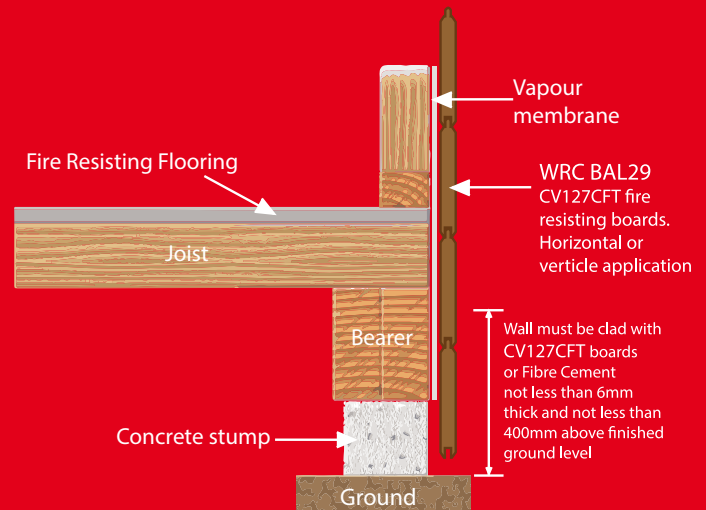 Vapour
membrane
Fire Resisting Flooring
WRC BAL29
CV127CFT fire
resisting boards.
Horizontal or
verticle application
Joist
Bearer
Wall must be clad with
CV127CFT boards
or Fibre Cement
not less than 6mm
thick and not less than
400mm above finished
ground level
Concrete stump
Ground